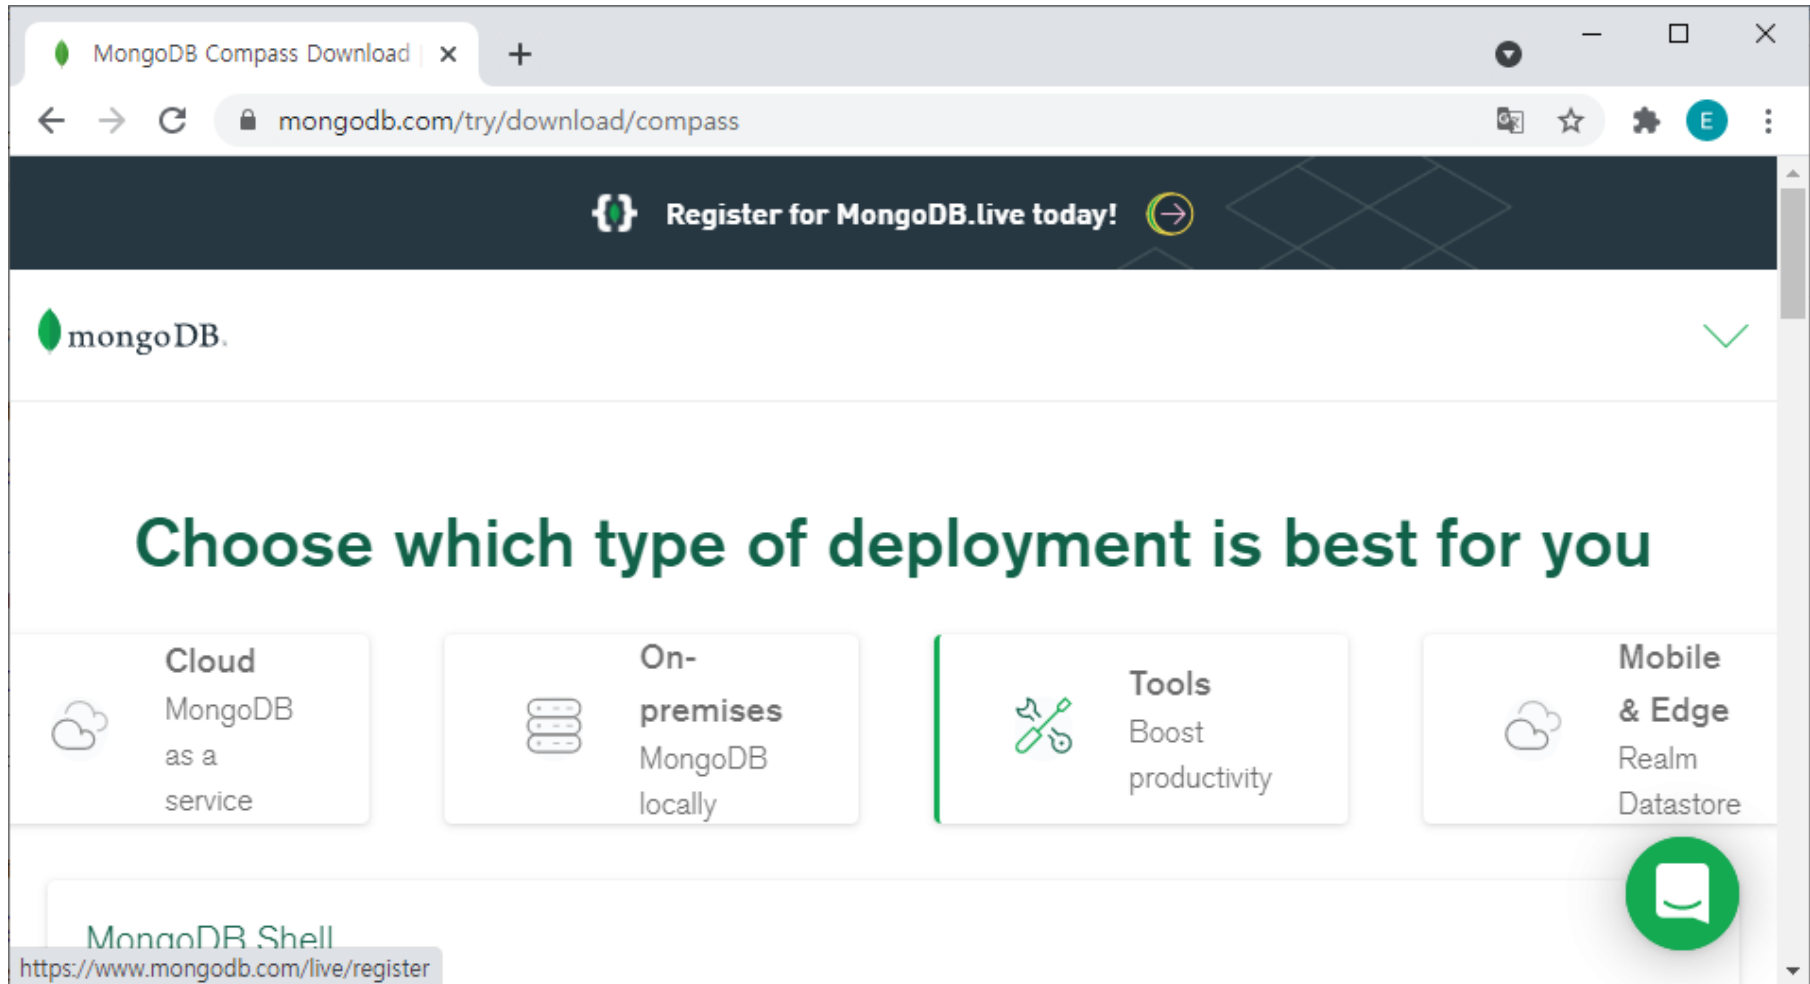 MongoDB Compass Download
mongodb.com/try/download/compass
E
Register for MongoDB.live today!
mongoDB.
Choose which type of deployment is best for you
Cloud
MongoDB
as a
service
On-
premises
MongoDB
locally
Tools
Boost
productivity
Mobile
& Edge
Realm
Datastore
MongoDB Shell
https://www.mongodb.com/live/register